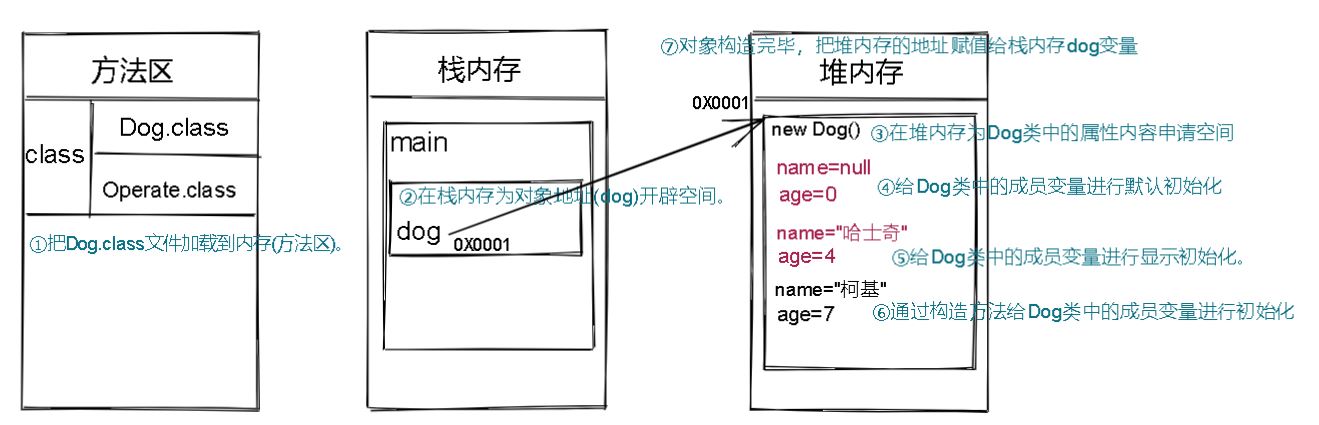 方法区
class
Dog.class
Operate.class
①把Dog.class文件加载到内存(方法区)。
栈内存
main
②在栈内存为对象地址(dog)开辟空间。
dog 0X0001
⑦对象构造完毕，把堆内存的地址赋值给栈内存dog变量
堆内存
0X0001
new Dog() ③在堆内存为Dog类中的属性内容申请空间
name=null
age=0
④给Dog类中的成员变量进行默认初始化
name="哈士奇"
age=4
⑤给Dog类中的成员变量进行显示初始化。
name="柯基"
age=7
⑥通过构造方法给Dog类中的成员变量进行初始化